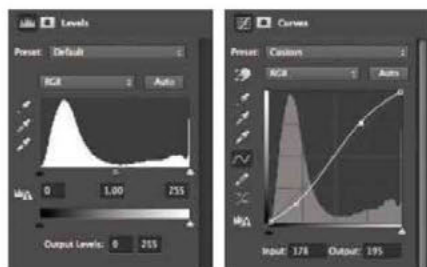 Levels
Preset: Default
RGB Auto
0 1.00 255
Output Levels: 0 255
Curves
Preset: Custom
RGB Auto
Input: 178 Output: 195